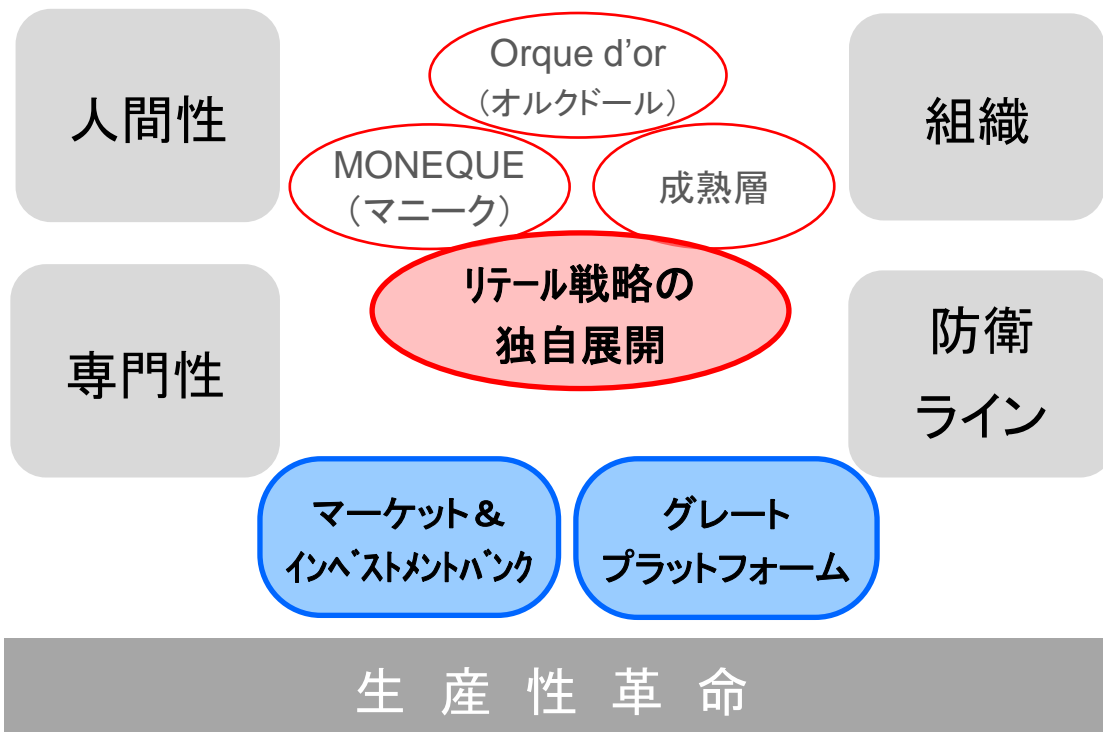 人間性
Orque d’or
（オルクドール）
組織
MONEQUE
（マニーク）
成熟層
ﾘﾃｰﾙ戦略の
独自展開
専門性
防衛
ライン
マーケット＆
ｲﾝﾍﾞｽﾄﾒﾝﾄﾊﾞﾝｸ
グレート
プラットフォーム
生産性革命